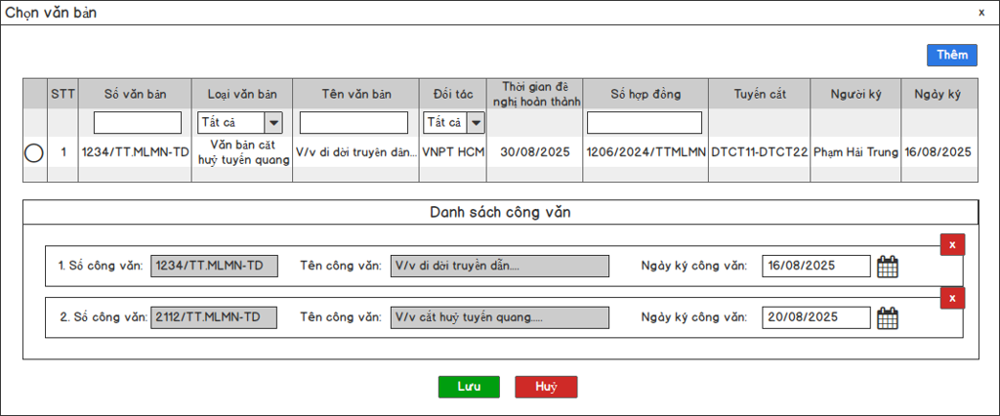 Chọn văn bản x
Thêm
STT Số văn bản Loại văn bản Tên văn bản Đối tác Thời gian đề nghị hoàn thành Số hợp đồng Tuyến cắt Người ký Ngày ký
Tất cả Tất cả
1 1234/TT.MLMN-TD Văn bản cắt huỷ tuyến quang V/v di dời truyền dẫn... VNPT HCM 30/08/2025 1206/2024/TTMLMN DTCT11-DTCT22 Phạm Hải Trung 16/08/2025
Danh sách công văn
x
1. Số công văn: 1234/TT.MLMN-TD Tên công văn: V/v di dời truyền dẫn.... Ngày ký công văn: 16/08/2025
x
2. Số công văn: 2112/TT.MLMN-TD Tên công văn: V/v cắt huỷ tuyến quang..... Ngày ký công văn: 20/08/2025
Lưu Huỷ